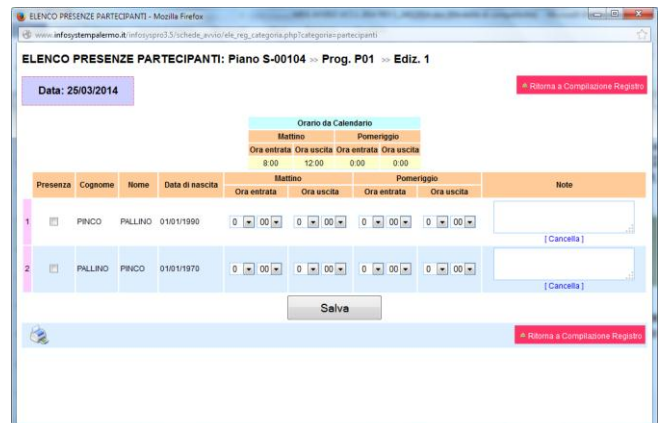 ELENCO PRESENZE PARTECIPANTI - Mozilla Firefox
www.infosystempalermo.it/infosyspro3.5/schede_avvio/ele_reg_categoria.php?categoria=partecipanti
ELENCO PRESENZE PARTECIPANTI: Piano S-00104 » Prog. P01 » Ediz. 1
Data: 25/03/2014
Ritorna a Compilazione Registro
Orario da Calendario
Mattino Pomeriggio
Ora entrata Ora uscita Ora entrata Ora uscita
8:00 12:00 0:00 0:00
Presenza Cognome Nome Data di nascita Mattino Pomeriggio Note
Ora entrata Ora uscita Ora entrata Ora uscita
1 PINCO PALLINO 01/01/1990 0 00 0 00 0 00 0 00
[ Cancella ]
2 PALLINO PINCO 01/01/1970 0 00 0 00 0 00 0 00
[ Cancella ]
Salva
Ritorna a Compilazione Registro